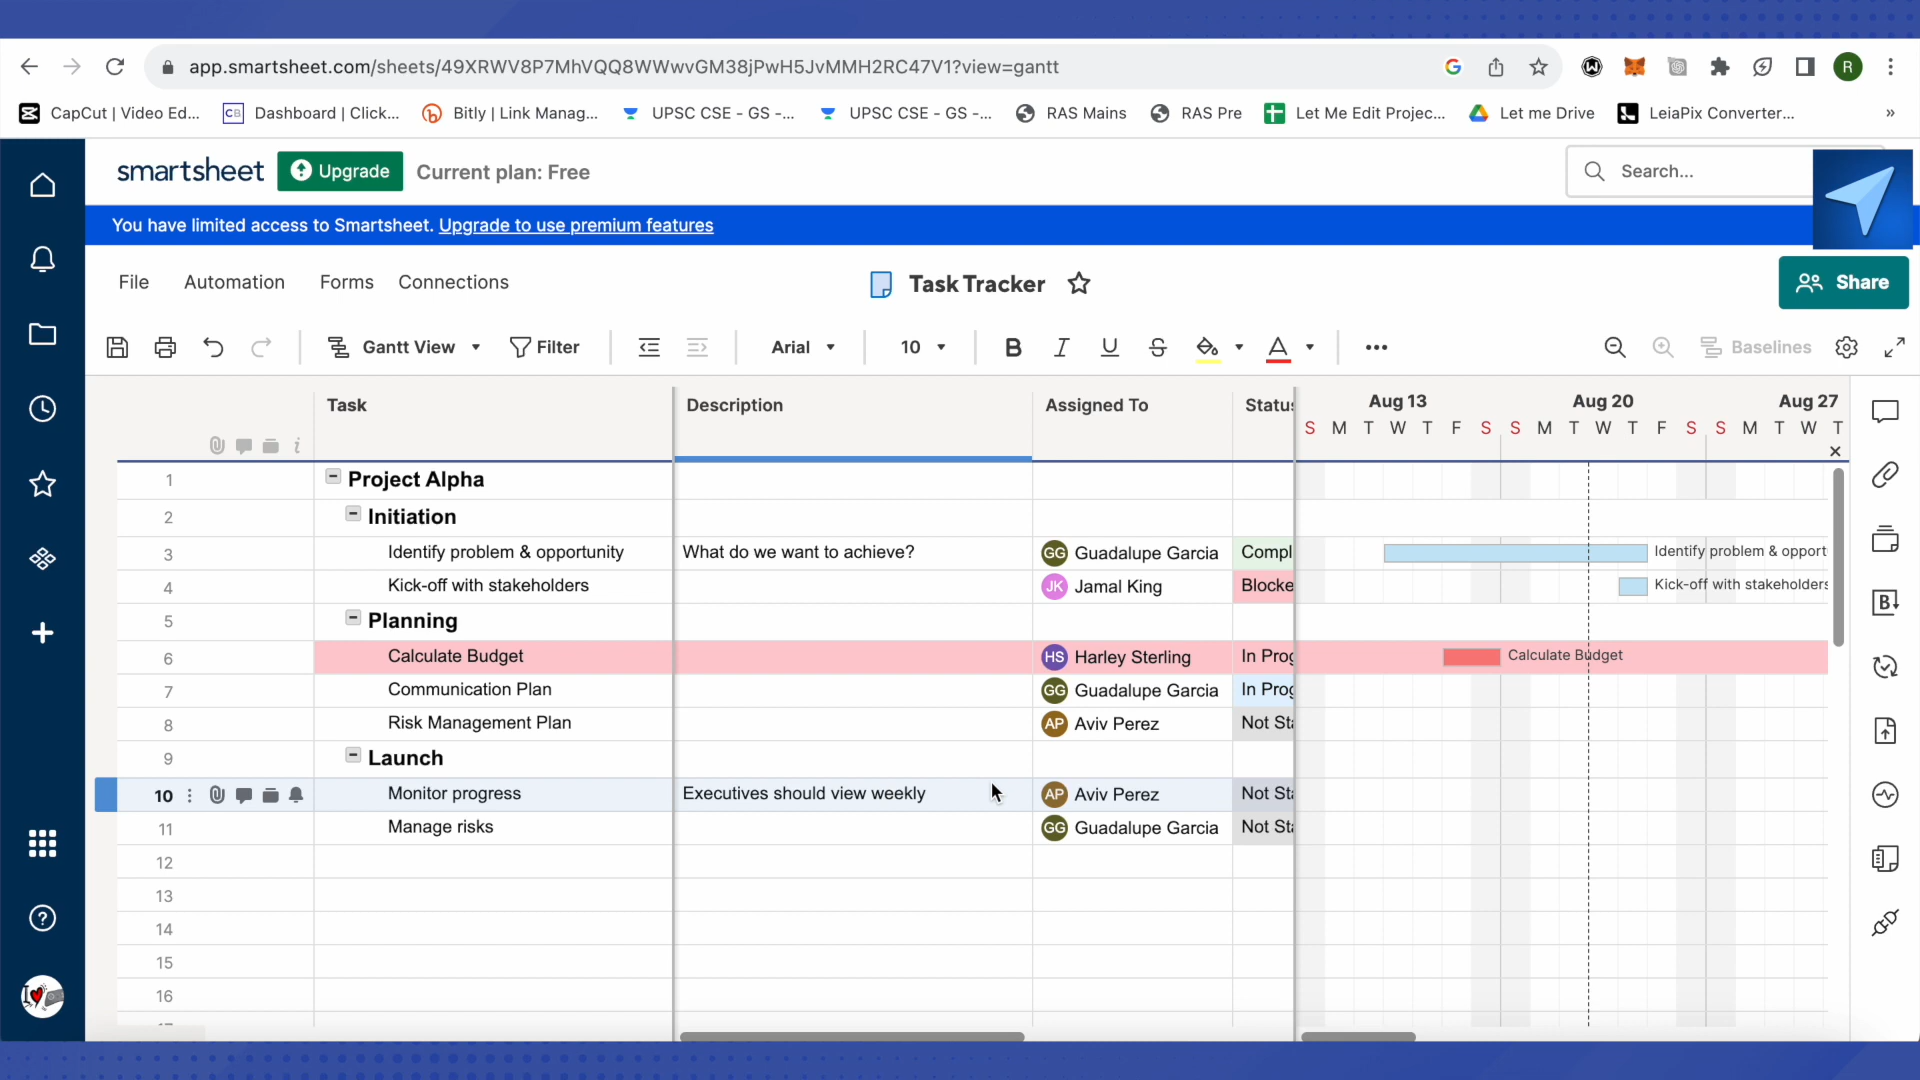 app.smartsheet.com/sheets/49XRWV8P7MhVQQ8WWwvGM38jPwH5JvMMH2RC47V1?view=gantt
R
CapCut | Video Ed...
CB Dashboard | Click...
Bitly | Link Manag...
UPSC CSE - GS -...
UPSC CSE - GS -...
RAS Mains
RAS Pre
Let Me Edit Projec...
Let me Drive
LeiaPix Converter...
»
smartsheet
Upgrade
Current plan: Free
Search...
You have limited access to Smartsheet. Upgrade to use premium features
File Automation Forms Connections
Task Tracker
Share
Gantt View
Filter
Arial
10
B I U S A
Baselines
Task Description Assigned To Statu
Aug 13 Aug 20 Aug 27
S M T W T F S S M T W T F S S M T W T
1 Project Alpha
2 Initiation
3 Identify problem & opportunity What do we want to achieve? GG Guadalupe Garcia Compl Identify problem & opport
4 Kick-off with stakeholders JK Jamal King Blocke Kick-off with stakeholders
5 Planning
6 Calculate Budget HS Harley Sterling In Prog Calculate Budget
7 Communication Plan GG Guadalupe Garcia In Prog
8 Risk Management Plan AP Aviv Perez Not Sta
9 Launch
10 Monitor progress Executives should view weekly AP Aviv Perez Not Sta
11 Manage risks GG Guadalupe Garcia Not Sta
12
13
14
15
16